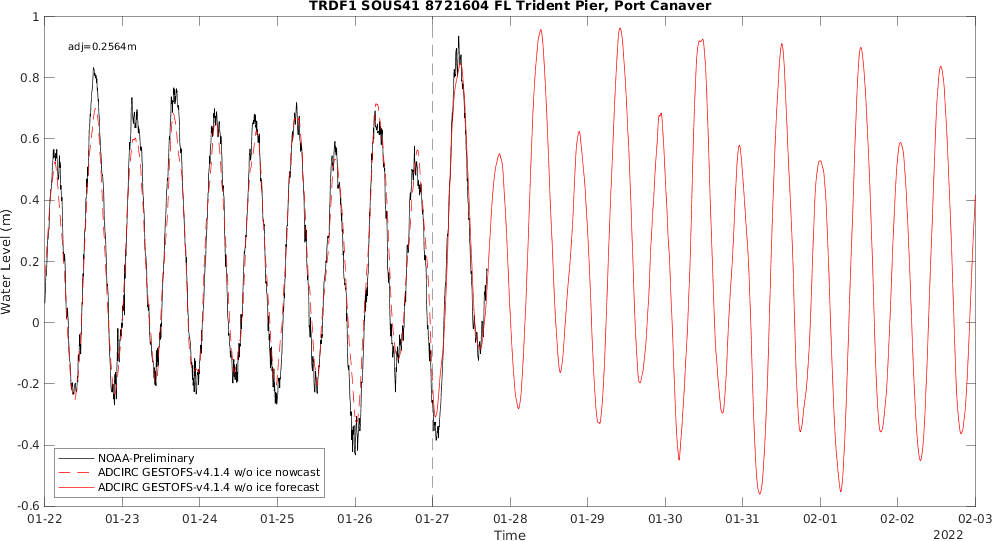 TRDF1 SOUS41 8721604 FL Trident Pier, Port Canaver
adj=0.2564m
1
0.8
0.6
0.4
0.2
0
-0.2
-0.4
-0.6
Water Level (m)
NOAA-Preliminary
ADCIRC GESTOFS-v4.1.4 w/o ice nowcast
ADCIRC GESTOFS-v4.1.4 w/o ice forecast
01-22 01-23 01-24 01-25 01-26 01-27 01-28 01-29 01-30 01-31 02-01 02-02 02-03
Time
2022